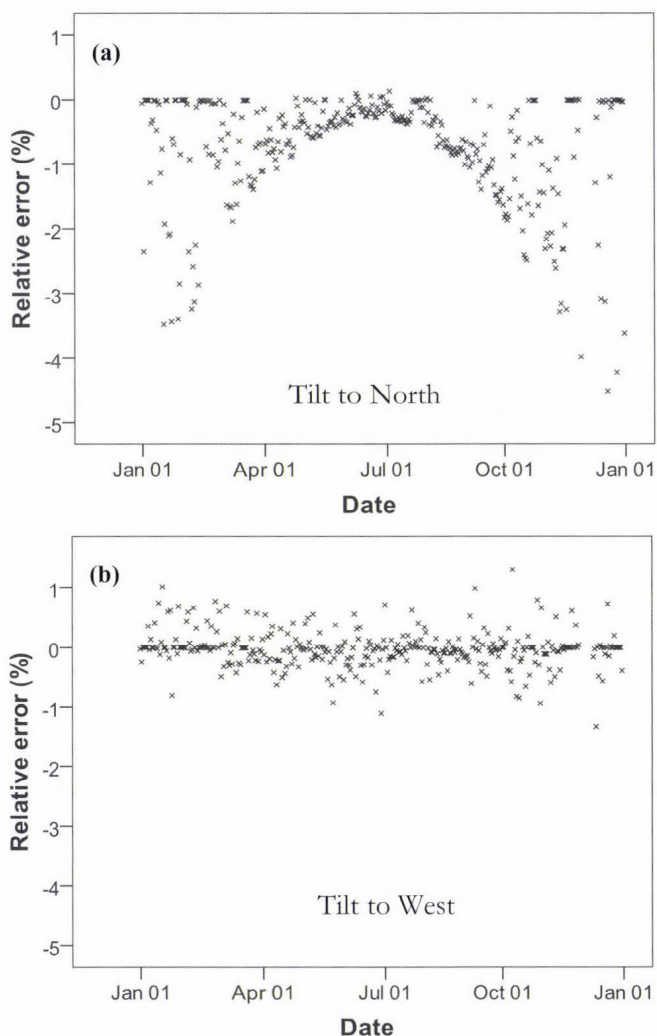 (a)
Relative error (%)
1
0
-1
-2
-3
-4
-5
Tilt to North
Jan 01 Apr 01 Jul 01 Oct 01 Jan 01
Date
(b)
Relative error (%)
1
0
-1
-2
-3
-4
-5
Tilt to West
Jan 01 Apr 01 Jul 01 Oct 01 Jan 01
Date